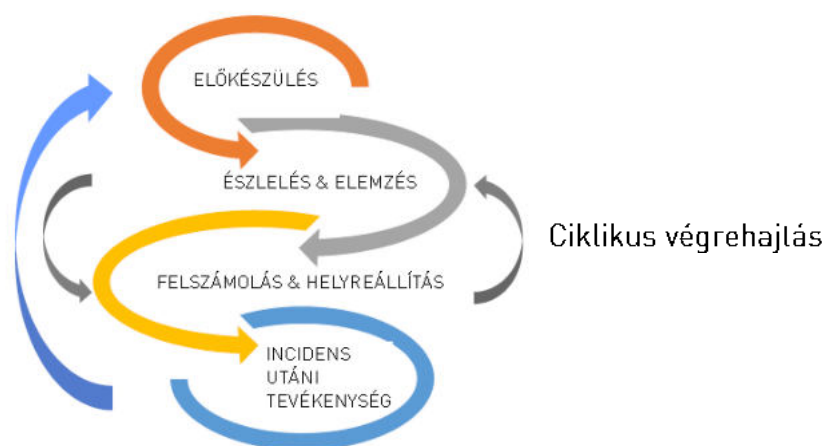 ELŐKÉSZÜLÉS
ÉSZLELÉS & ELEMZÉS
Ciklikus végrehajlás
FELSZÁMOLÁS & HELYREÁLLÍTÁS
INCIDENS
UTÁNI
TEVÉKENYSÉG